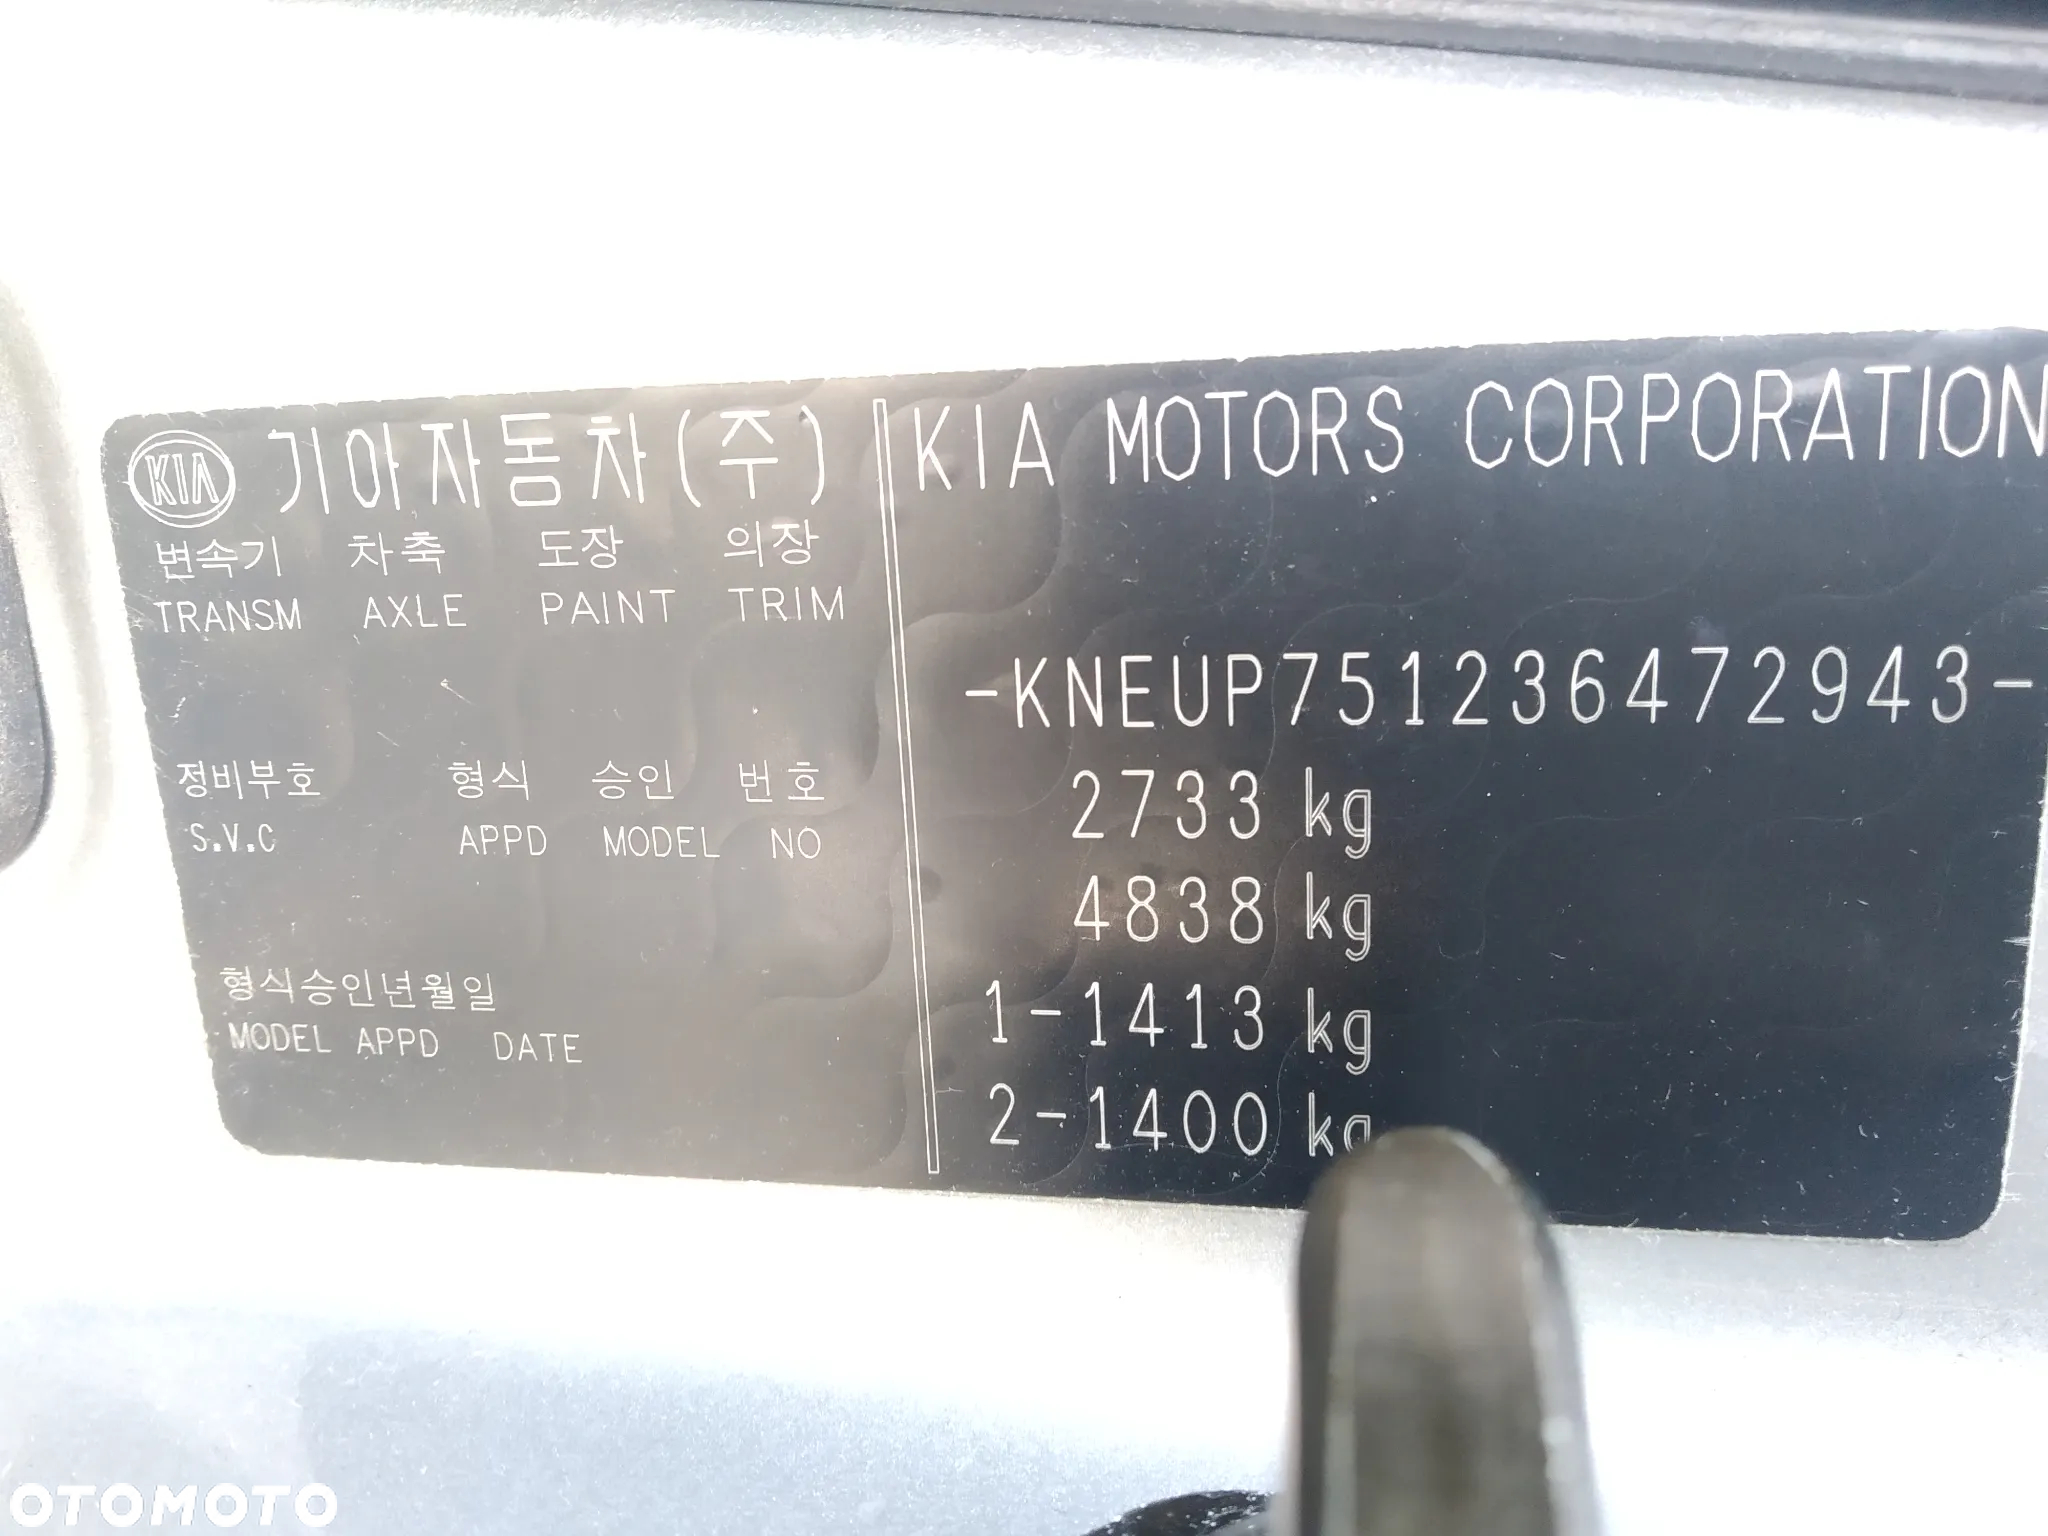 KIA 기아자동차(주) KIA MOTORS CORPORATION
변속기 차축 도장 의장
TRANSM AXLE PAINT TRIM
-KNEUP751236472943-
정비부호 형식 승인 번호
S.V.C APPD MODEL NO
2733 kg
4838 kg
형식승인년월일
MODEL APPD DATE
1-1413 kg
2-1400 kg
OTOMOTO